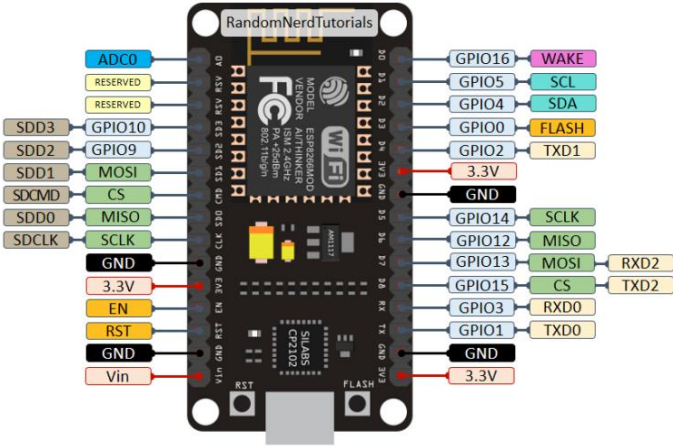 RandomNerdTutorials
ADC0
RESERVED
RESERVED
SDD3 GPIO10
SDD2 GPIO9
SDD1 MOSI
SDCMD CS
SDD0 MISO
SDCLK SCLK
GND
3.3V
EN
RST
GND
Vin
A0
RSV
RSV
SD3
SD2
SD1
CMD
SD0
CLK
GND
3V3
EN
RST
GND
Vin
MODEL
VENDOR
ESP8266MOD
AI/THINKER
ISM 2.4GHz
PA +25dBm
802.11b/g/n
FC
WiFi
AM1117
SILABS
CP2102
RST
FLASH
D0
D1
D2
D3
D4
3V3
GND
D5
D6
D7
D8
RX
TX
GND
3V3
GPIO16 WAKE
GPIO5 SCL
GPIO4 SDA
GPIO0 FLASH
GPIO2 TXD1
3.3V
GND
GPIO14 SCLK
GPIO12 MISO
GPIO13 MOSI RXD2
GPIO15 CS TXD2
GPIO3 RXD0
GPIO1 TXD0
GND
3.3V